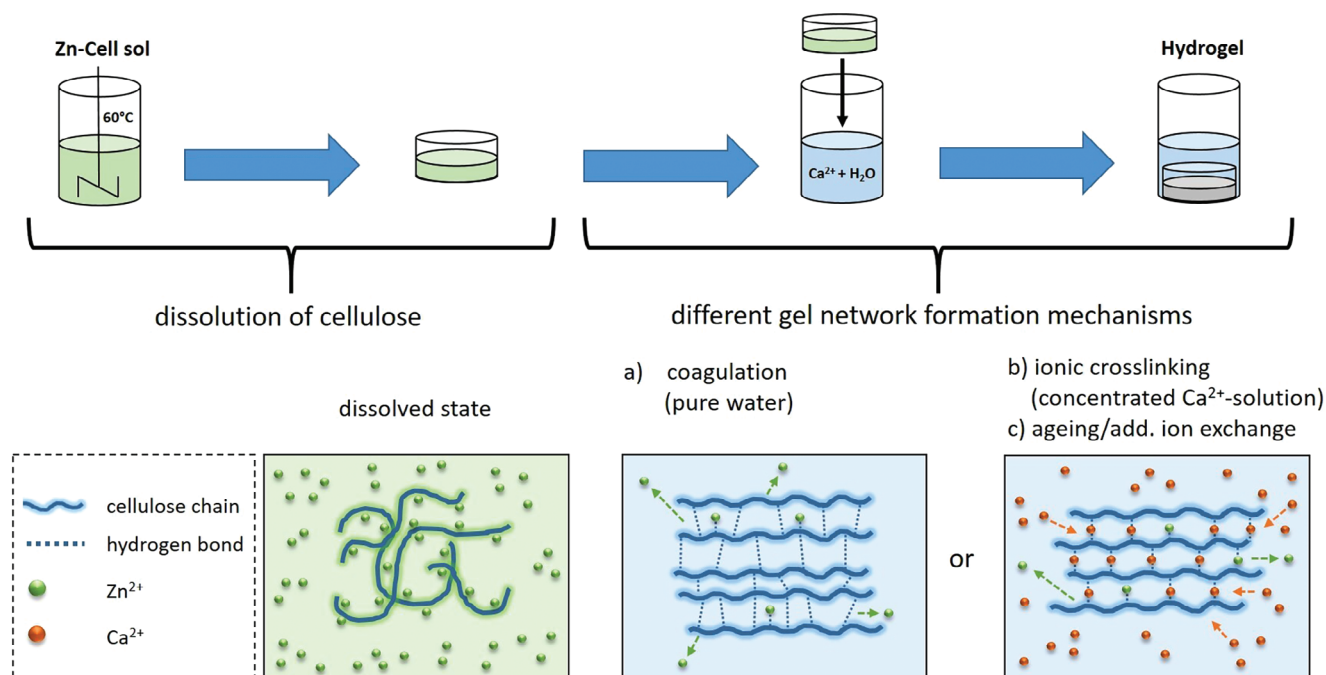 Zn-Cell sol
60°C
Ca²⁺ + H₂O
Hydrogel
dissolution of cellulose
different gel network formation mechanisms
dissolved state
a) coagulation
(pure water)
or
b) ionic crosslinking
(concentrated Ca²⁺-solution)
c) ageing/add. ion exchange
cellulose chain
hydrogen bond
Zn²⁺
Ca²⁺